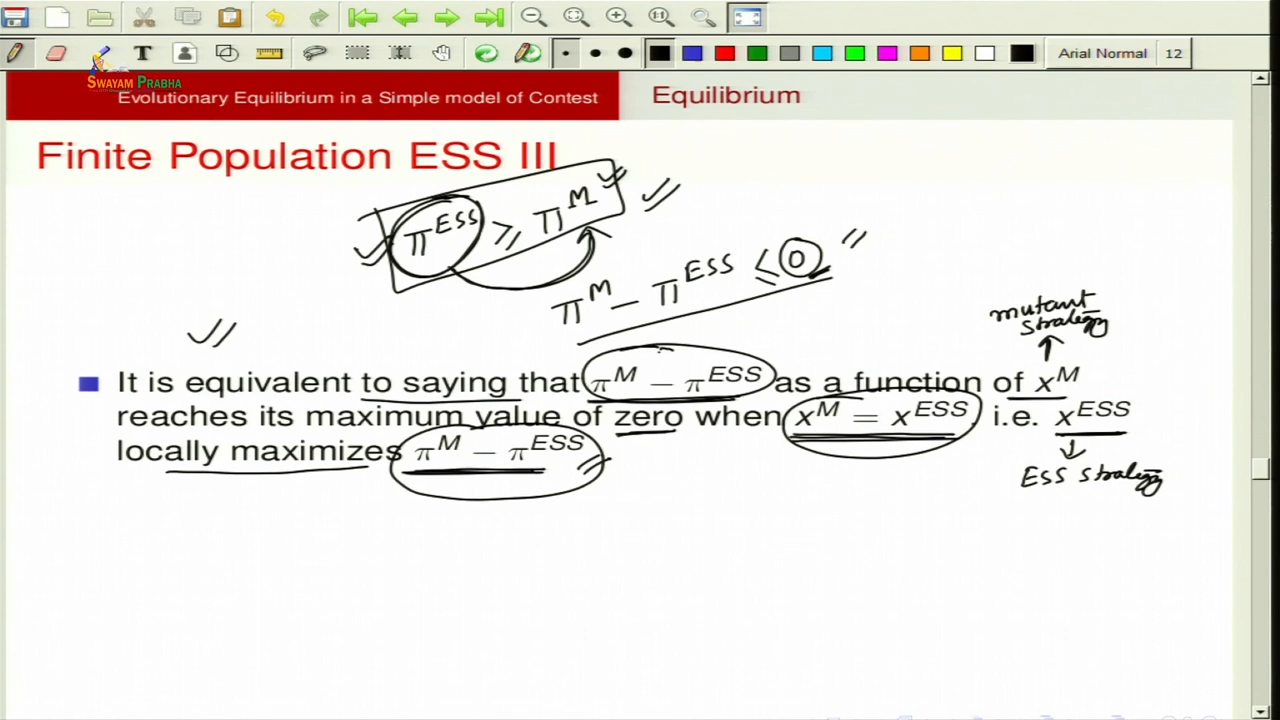 T
Arial Normal 12
SWAYAM PRABHA
Evolutionary Equilibrium in a Simple model of Contest
Equilibrium
Finite Population ESS III
π^ESS ≥ π^M
π^M − π^ESS ≤ 0
mutant
strategy
It is equivalent to saying that π^M − π^ESS as a function of x^M
reaches its maximum value of zero when x^M = x^ESS, i.e. x^ESS
locally maximizes π^M − π^ESS
ESS strategy